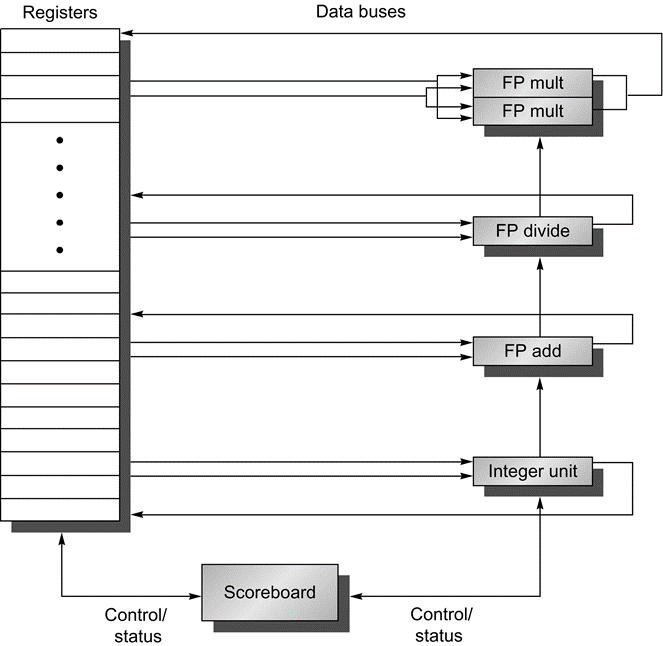 Registers
Data buses
FP mult
FP mult
FP divide
FP add
Integer unit
Scoreboard
Control/
status
Control/
status